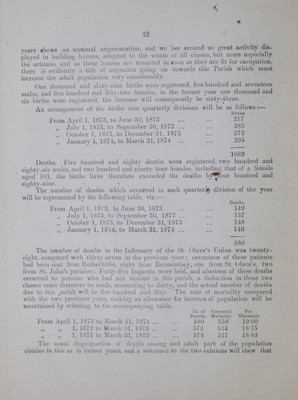 22
years shows an unusual augmentation, and we see around so great activity dis-
played in building houses, adapted to the wants of all classes, but more especially
the artizans, and as these houses are tenanted so soon as they are fit for occupation,
there is evidently a tide of migration going on towards this Parish which must
increase the adult population very considerably.
One thousand and sixty-nine births were registered, five hundred and seventeen
males, and five hundred and fifty-two females, in the former year one thousand and
six births were registered, the increase will consequently be sixty-three.
An arrangement of the births into quarterly divisions will be as follows:—
Births.
From April 1, 1873, to June 30, 1873 ... ... 217
„ July 1, 1873, to September 30, 1873 ... ... 285
„ October 1, 1873, to December 31, 1873 ... 272
„ January 1, 1874, to March 31, 1874 ... 295
1069
Deaths. Five hundred and eighty deaths were registered, two hundred and
eighty-six males, and two hundred and ninety-four females, including that of a female
aged 101, the births have therefore exceeded the deaths by four hundred and
eighty-nine.
The number of deaths which occurred in each quarterly division of the year
will be represented by the following table, viz:—
Deaths.
From April 1, 1873, to June 30, 1873 ... 149
„ July 1, 1873, to September 30, 1873 ... 137
„ October 1, 1873, to December 31, 1873 ... 148
„ January 1, 1874, to March 31, 1874 ... 146
580
The number of deaths in the Infirmary of the St. Olave's Union was twenty-
eight, compared with thirty-seven in the previous year; seventeen of these patients
had been sent from Rotherhithe, eight from Bermondsey, one from St. Olave's, two
from St. John's parishes. Forty-five Inquests were held, and nineteen of these deaths
occurred to persons who had not resided in this parish, a deduction in these two
classes must therefore be made, amounting to thirty, and the actual number of deaths
due to this parish will be five hundred and fifty. The rate of mortality compared
with the two previous years, making an allowance for increase of population will be
ascertained by referring to the accompanying table.
No. of Deaths. Corrected Mortality. Per Thousand.
From April 1, 1873 to March 31, 1874 ... ... 580 550 19·00
„ „ 1, 1872 to March 31, 1873 ... ... 573 18·75
„ „ 1, 1871 to March 31, 1872 ... ... 574 527 18·83
The usual disproportion of deaths among and adult part of the population
obtains in this as in former years, and a reference to the two columns will show that